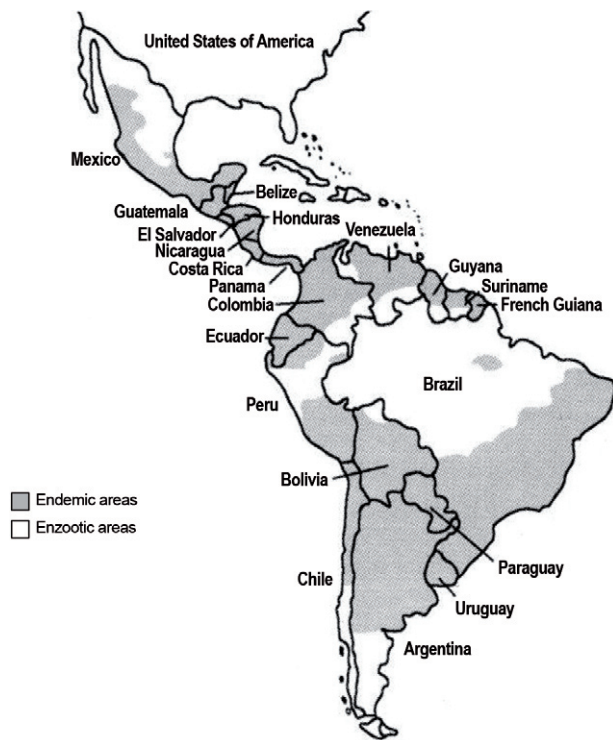 United States of America
Mexico
Belize
Guatemala
Honduras
El Salvador
Venezuela
Nicaragua
Guyana
Costa Rica
Suriname
Panama
French Guiana
Colombia
Ecuador
Brazil
Peru
Bolivia
Endemic areas
Enzootic areas
Paraguay
Chile
Uruguay
Argentina